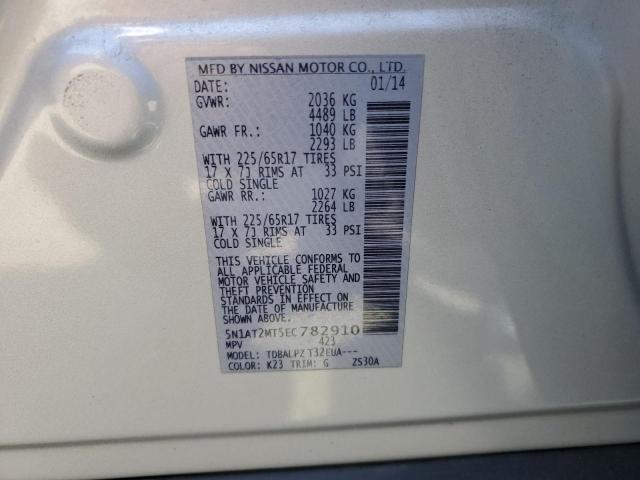 MFD BY NISSAN MOTOR CO., LTD.
DATE: 01/14
GVWR: 2036 KG
4489 LB
GAWR FR.: 1040 KG
2293 LB
WITH 225/65R17 TIRES
17 X 7J RIMS AT 33 PSI
COLD SINGLE
GAWR RR.: 1027 KG
2264 LB
WITH 225/65R17 TIRES
17 X 7J RIMS AT 33 PSI
COLD SINGLE
THIS VEHICLE CONFORMS TO
ALL APPLICABLE FEDERAL
MOTOR VEHICLE SAFETY AND
THEFT PREVENTION
STANDARDS IN EFFECT ON
THE DATE OF MANUFACTURE
SHOWN ABOVE.
5N1AT2MT5EC782910
MPV 423
MODEL: TDBALPZ T32EUA---
COLOR: K23 TRIM: G ZS30A